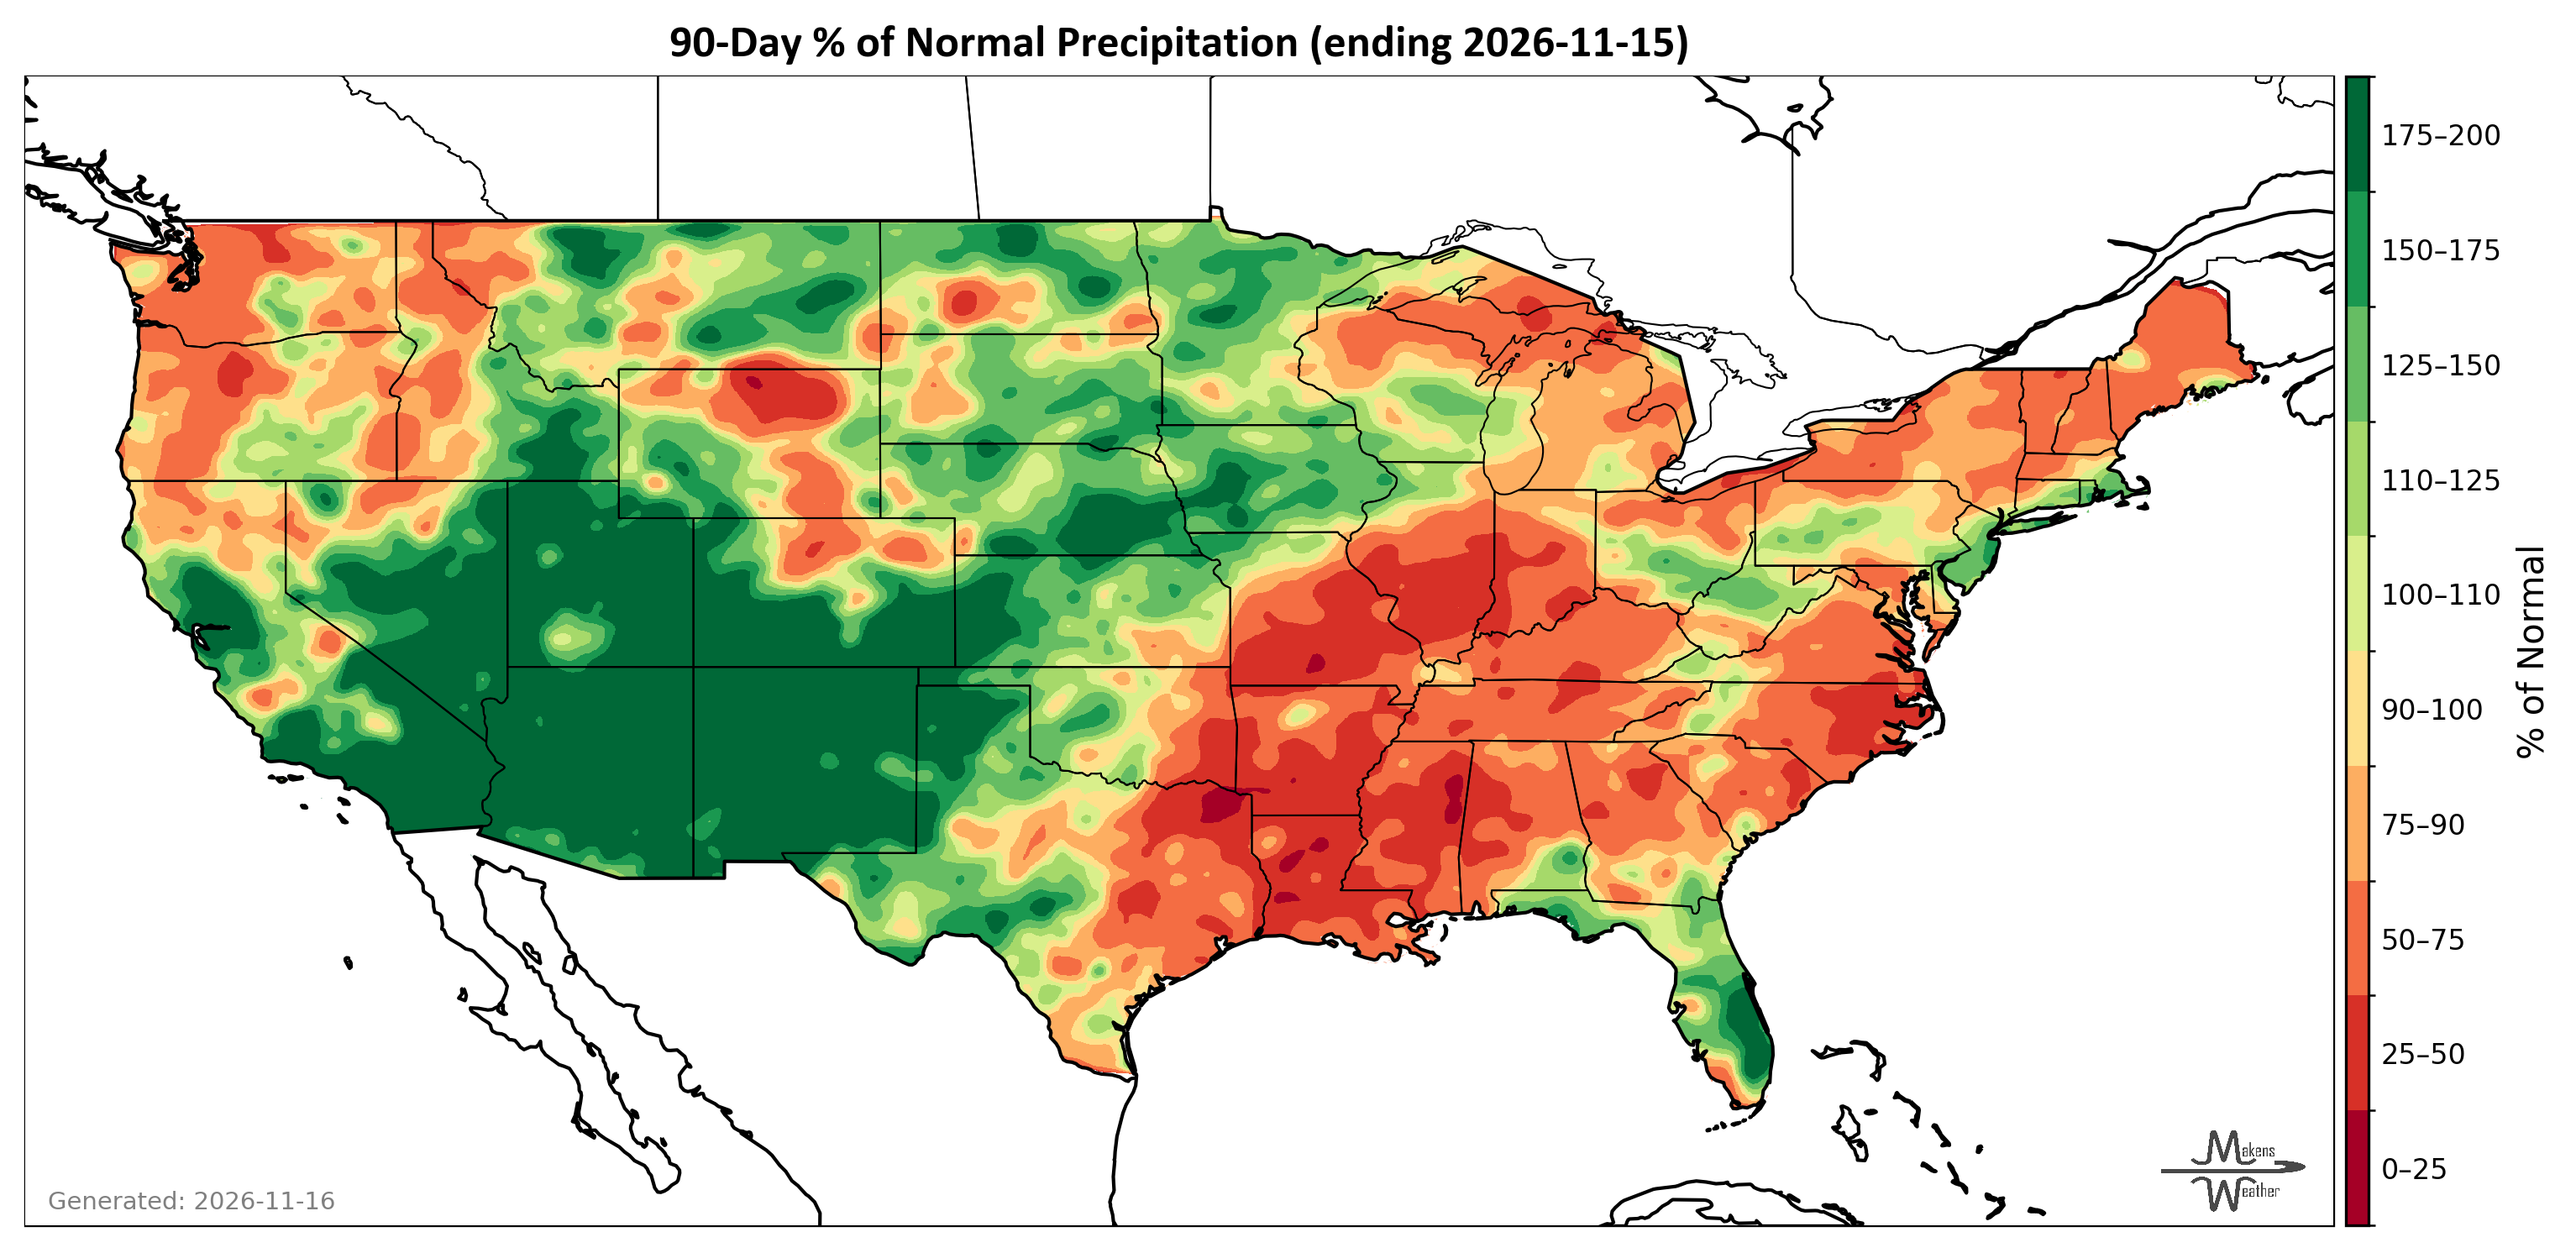 90-Day % of Normal Precipitation (ending 2026-11-15)
175–200
150–175
125–150
110–125
100–110
90–100
75–90
50–75
25–50
0–25
% of Normal
Generated: 2026-11-16
Makens
Weather